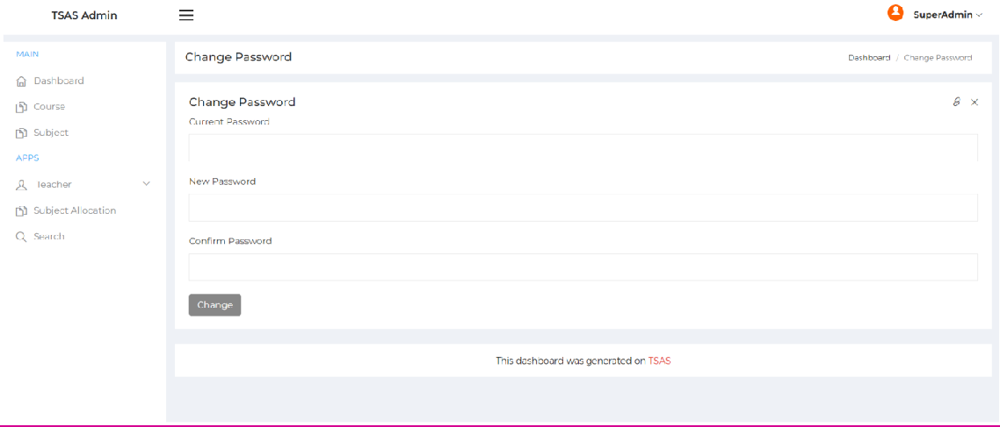 TSAS Admin
SuperAdmin
MAIN
Dashboard
Course
Subject
APPS
Teacher
Subject Allocation
Search
Change Password
Dashboard / Change Password
Change Password
Current Password
New Password
Confirm Password
Change
This dashboard was generated on TSAS